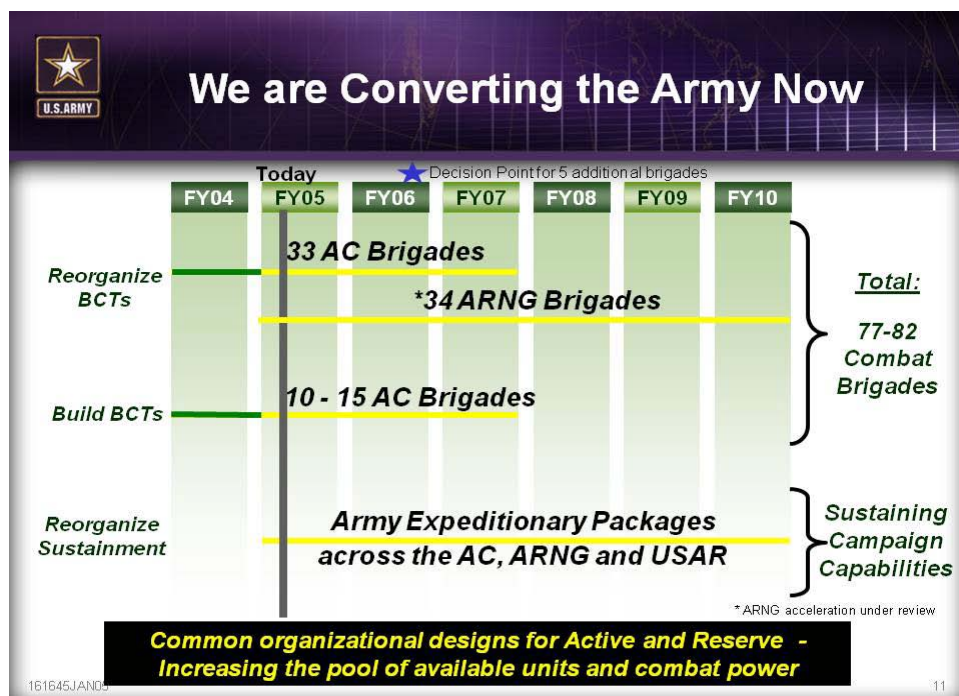 U.S.ARMY
We are Converting the Army Now
Today
Decision Point for 5 additional brigades
FY04 FY05 FY06 FY07 FY08 FY09 FY10
Reorganize
BCTs
33 AC Brigades
*34 ARNG Brigades
Total:
77-82
Combat
Brigades
Build BCTs
10 - 15 AC Brigades
Reorganize
Sustainment
Army Expeditionary Packages
across the AC, ARNG and USAR
Sustaining
Campaign
Capabilities
* ARNG acceleration under review
Common organizational designs for Active and Reserve -
Increasing the pool of available units and combat power
161645JAN05
11